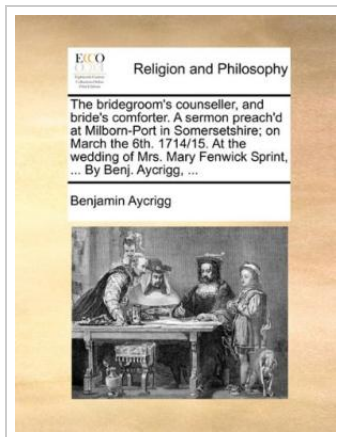 ECCO
Religion and Philosophy
The bridegroom's counseller, and
bride's comforter. A sermon preach'd
at Milborn-Port in Somersetshire; on
March the 6th. 1714/15. At the
wedding of Mrs. Mary Fenwick Sprint,
... By Benj. Aycrigg, ...
Benjamin Aycrigg